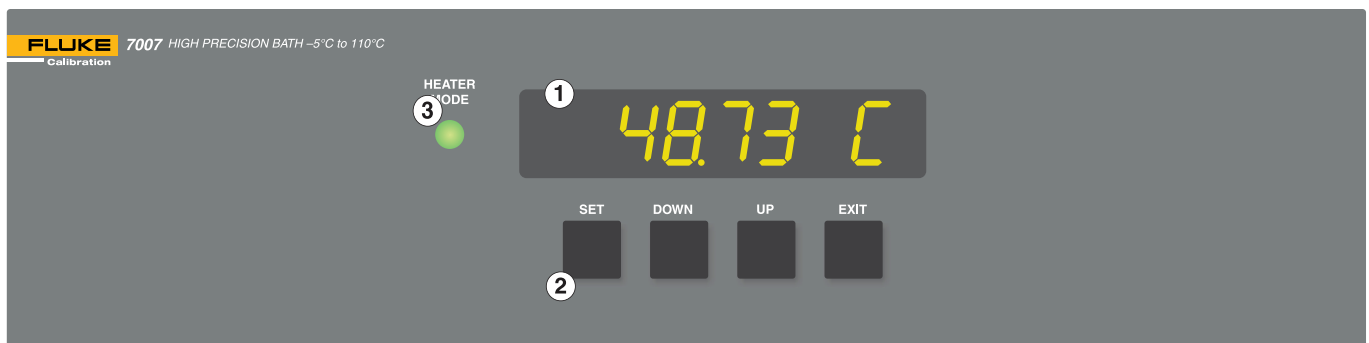 FLUKE
Calibration
7007 HIGH PRECISION BATH –5°C to 110°C
HEATER
MODE
3
1
48.73 C
SET DOWN UP EXIT
2